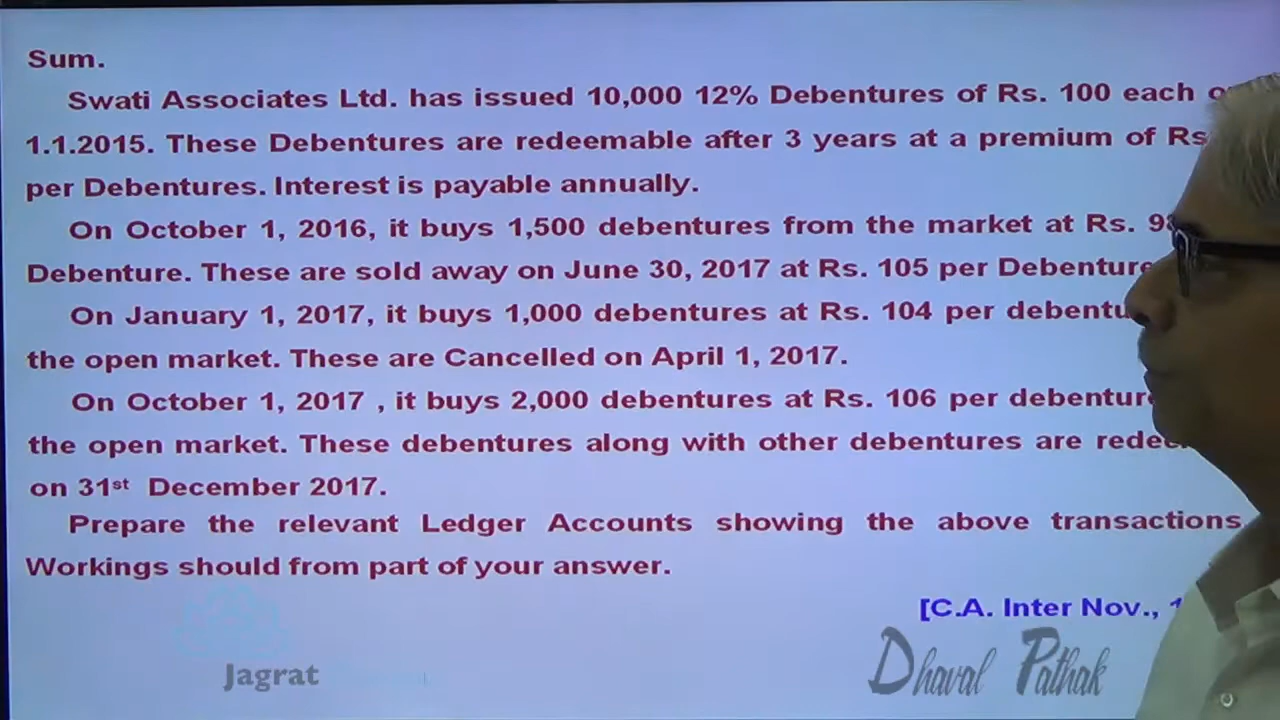 Sum.
Swati Associates Ltd. has issued 10,000 12% Debentures of Rs. 100 each
1.1.2015. These Debentures are redeemable after 3 years at a premium of Rs
per Debentures. Interest is payable annually.
On October 1, 2016, it buys 1,500 debentures from the market at Rs.
Debenture. These are sold away on June 30, 2017 at Rs. 105 per Debenture
On January 1, 2017, it buys 1,000 debentures at Rs. 104 per
the open market. These are Cancelled on April 1, 2017.
On October 1, 2017 , it buys 2,000 debentures at Rs. 106 per
the open market. These debentures along with other debentures are
on 31st December 2017.
Prepare the relevant Ledger Accounts showing the above transactions
Workings should from part of your answer.
[C.A. Inter Nov.,
Jagrat
Dhaval Pathak